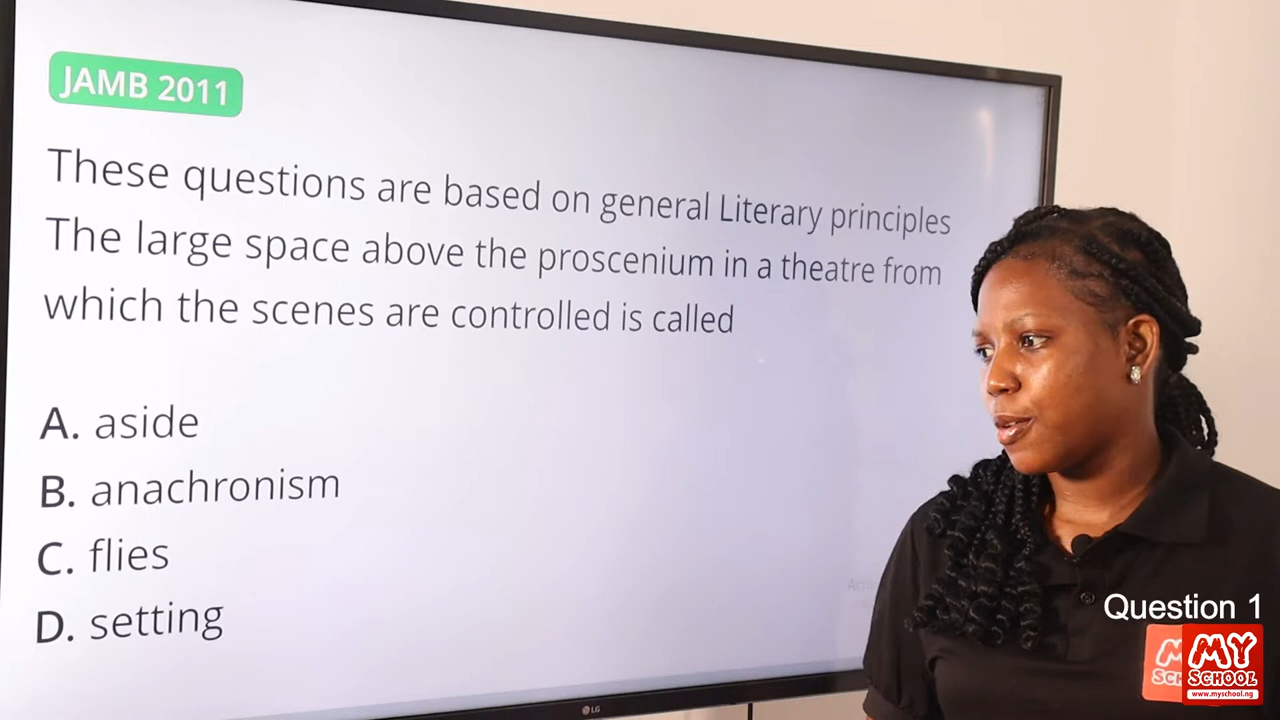 JAMB 2011
These questions are based on general Literary principles
The large space above the proscenium in a theatre from
which the scenes are controlled is called
A. aside
B. anachronism
C. flies
D. setting
Question 1
MY
SCHOOL
www.myschool.ng
LG